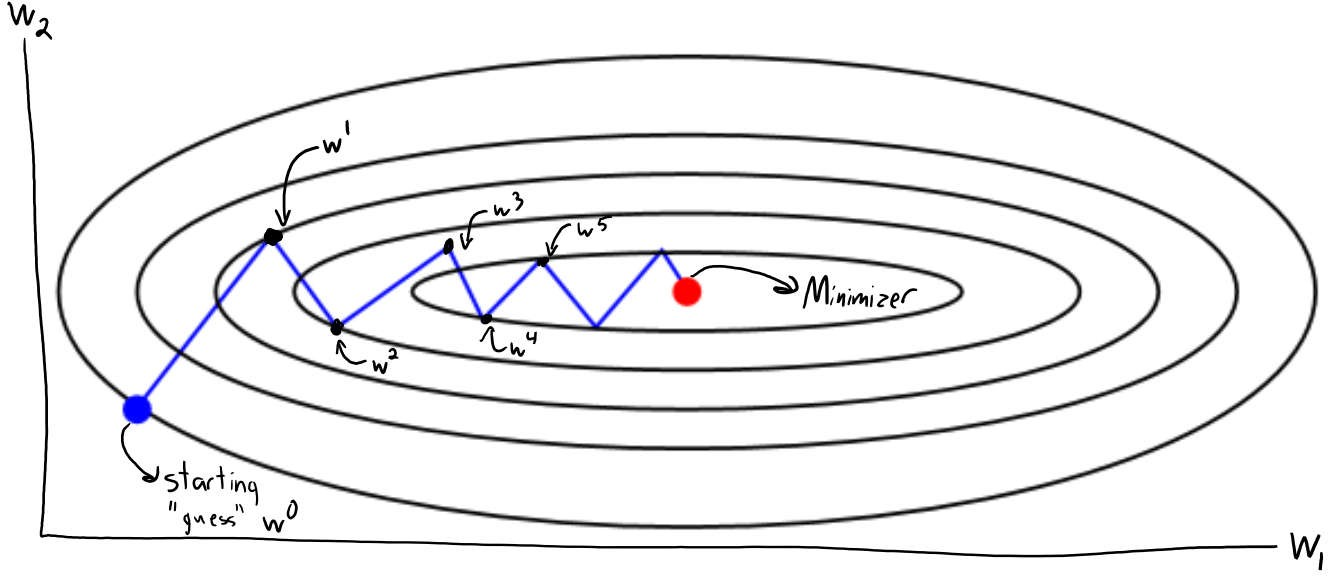 W₂
w¹
w³
w⁵
Minimizer
w⁴
w²
starting
"guess" w⁰
W₁